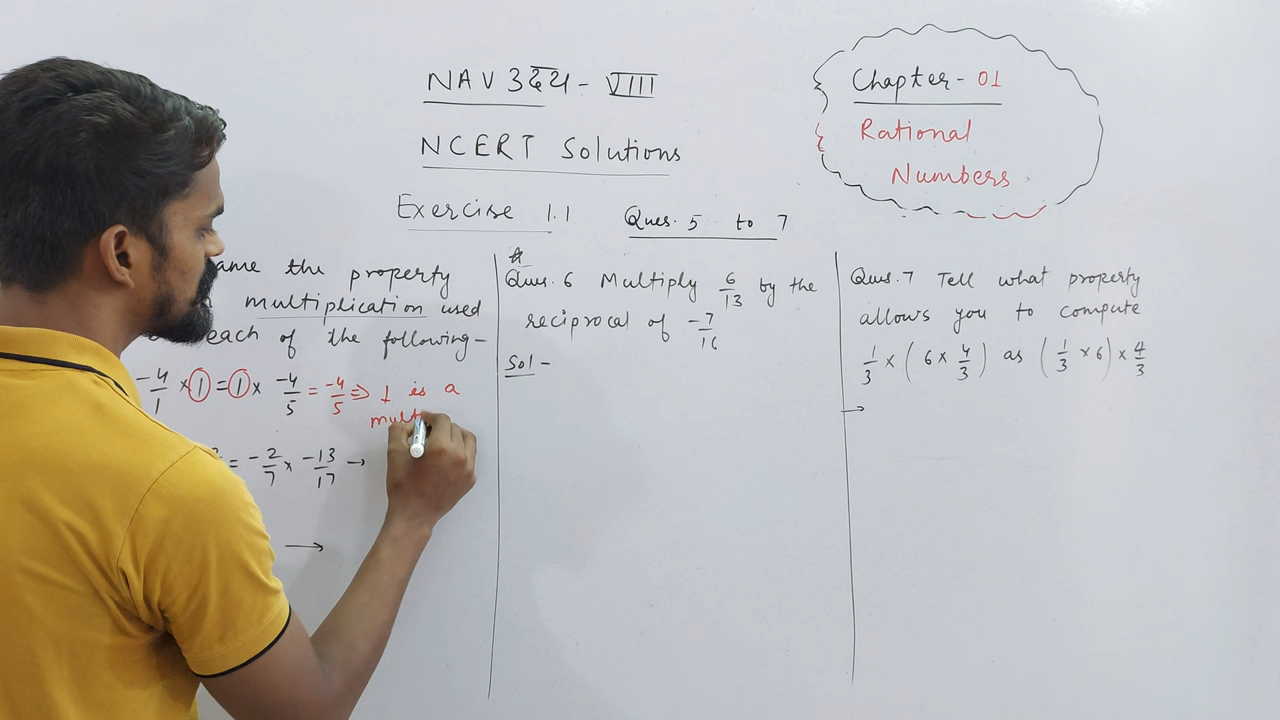 NAV उदय - VIII
NCERT Solutions
Exercise 1.1 Ques. 5 to 7
Chapter - 01
Rational
Numbers
ame the property
multiplication used
each of the following -
-4/1 × 1 = 1 × -4/5 = -4/5 ⇒ 1 is a
mult
= -2/7 × -13/17 →
→
Ques. 6 Multiply 6/13 by the
reciprocal of -7/16
Sol -
Ques. 7 Tell what property
allows you to compute
1/3 × (6 × 4/3) as (1/3 × 6) × 4/3
→